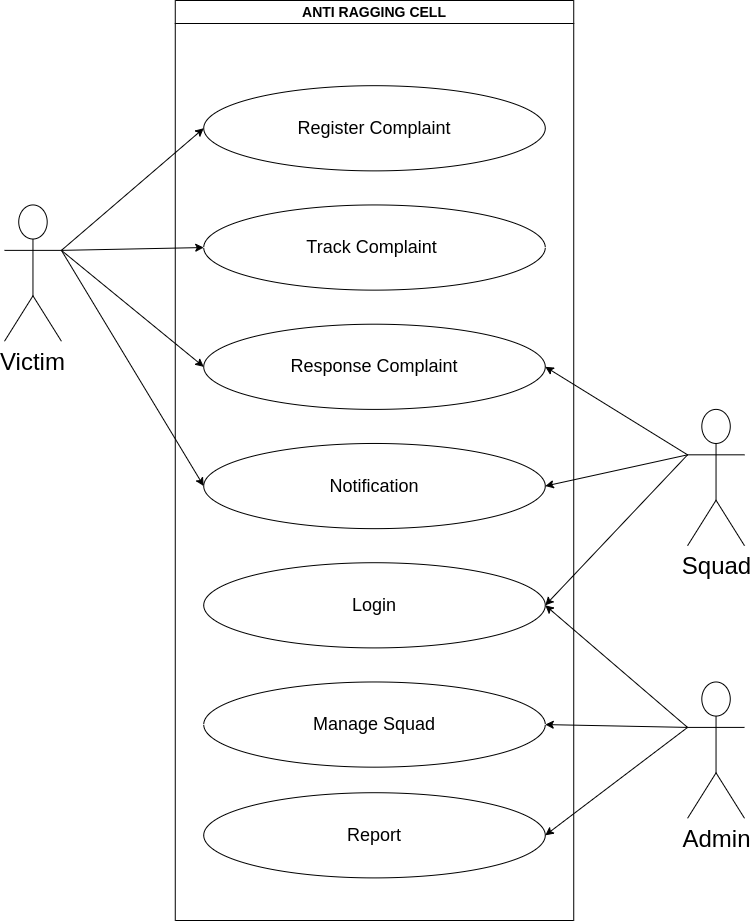 ANTI RAGGING CELL
Register Complaint
Track Complaint
Victim
Response Complaint
Notification
Squad
Login
Manage Squad
Report
Admin